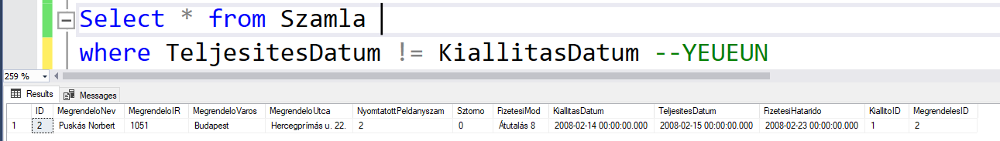 Select * from Szamla
where TeljesitesDatum != KiallitasDatum --YEUEUN
259 %
Results Messages
ID MegrendeloNev MegrendeloIR MegrendeloVaros MegrendeloUtca NyomtatottPeldanyszam Sztorno FizetesiMod KiallitasDatum TeljesitesDatum FizetesiHatarido KiallitoID MegrendelesID
1 2 Puskás Norbert 1051 Budapest Hercegprímás u. 22. 2 0 Átutalás 8 2008-02-14 00:00:00.000 2008-02-15 00:00:00.000 2008-02-23 00:00:00.000 1 2